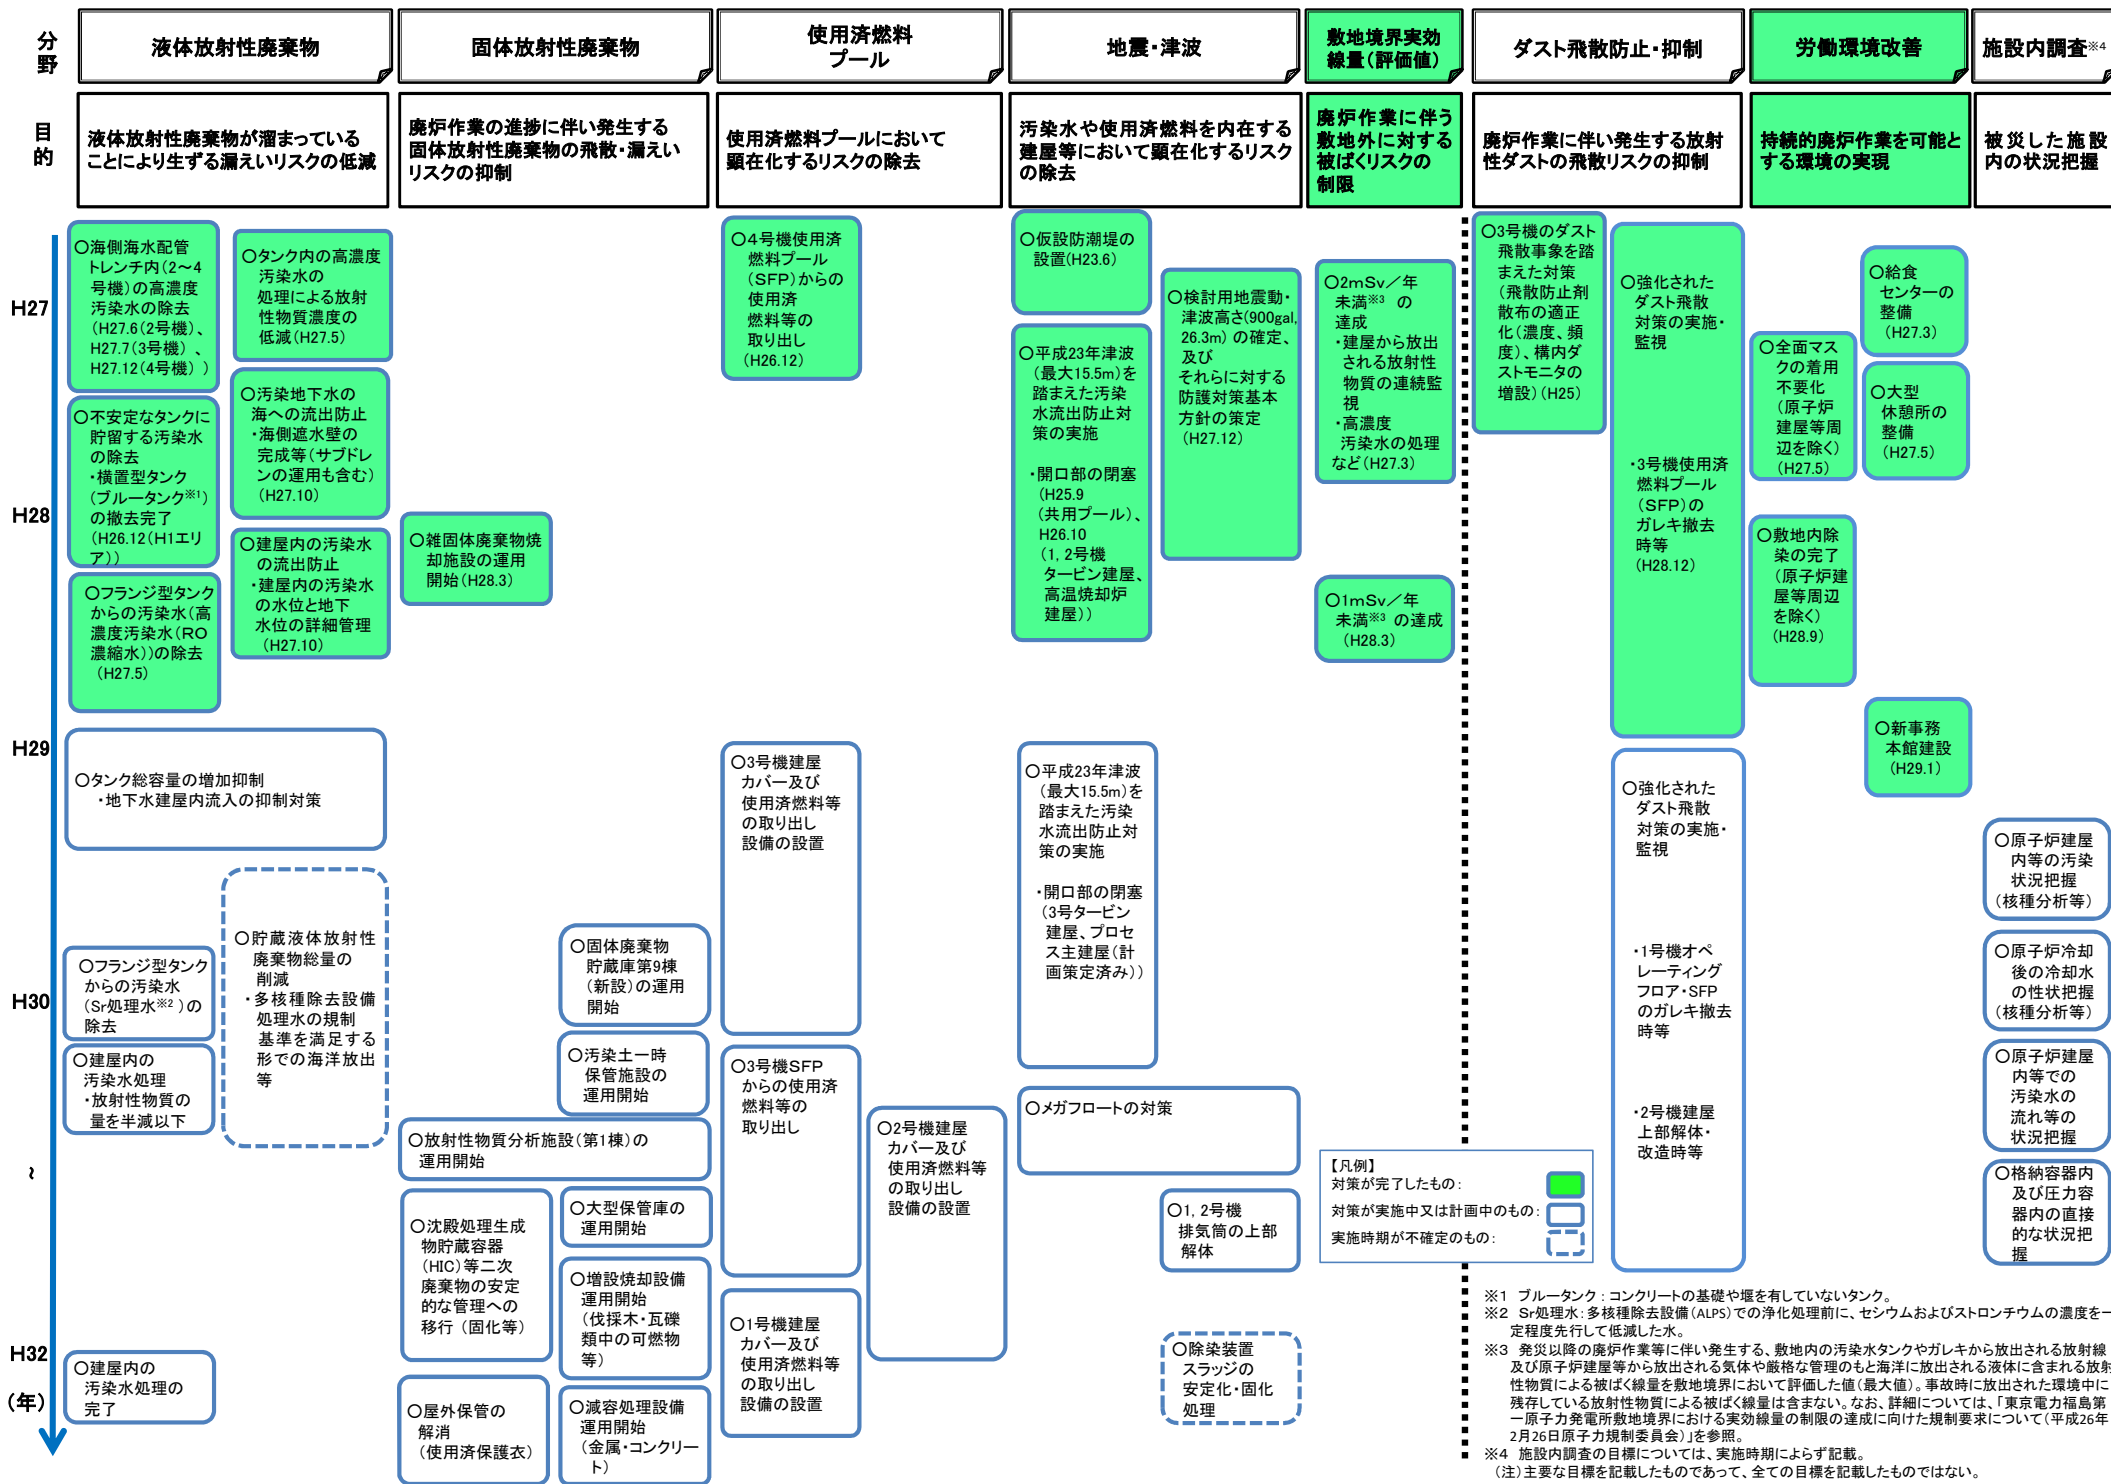 分
野
液体放射性廃棄物
固体放射性廃棄物
使用済燃料
プール
地震・津波
敷地境界実効
線量(評価値)
ダスト飛散防止・抑制
労働環境改善
施設内調査※4
目
的
液体放射性廃棄物が溜まっている
ことにより生ずる漏えいリスクの低減
廃炉作業の進捗に伴い発生する
固体放射性廃棄物の飛散・漏えい
リスクの抑制
使用済燃料プールにおいて
顕在化するリスクの除去
汚染水や使用済燃料を内在する
建屋等において顕在化するリスク
の除去
廃炉作業に伴う
敷地外に対する
被ばくリスクの
制限
廃炉作業に伴い発生する放射
性ダストの飛散リスクの抑制
持続的廃炉作業を可能と
する環境の実現
被災した施設
内の状況把握
H27
H28
H29
H30
~
H32
(年)
○海側海水配管
トレンチ内(2～4
号機)の高濃度
汚染水の除去
(H27.6(2号機)、
H27.7(3号機)、
H27.12(4号機))
○不安定なタンクに
貯留する汚染水
の除去
・横置型タンク
(ブルータンク※1)
の撤去完了
(H26.12(H1エリ
ア))
○フランジ型タンク
からの汚染水(高
濃度汚染水(RO
濃縮水))の除去
(H27.5)
○タンク内の高濃度
汚染水の
処理による放射
性物質濃度の
低減(H27.5)
○汚染地下水の
海への流出防止
・海側遮水壁の
完成等(サブドレ
ンの運用も含む)
(H27.10)
○建屋内の汚染水
の流出防止
・建屋内の汚染水
の水位と地下
水位の詳細管理
(H27.10)
○タンク総容量の増加抑制
・地下水建屋内流入の抑制対策
○フランジ型タンク
からの汚染水
(Sr処理水※2)の
除去
○建屋内の
汚染水処理
・放射性物質の
量を半減以下
○貯蔵液体放射性
廃棄物総量の
削減
・多核種除去設備
処理水の規制
基準を満足する
形での海洋放出
等
○建屋内の
汚染水処理の
完了
○雑固体廃棄物焼
却施設の運用
開始(H28.3)
○固体廃棄物
貯蔵庫第9棟
(新設)の運用
開始
○汚染土一時
保管施設の
運用開始
○放射性物質分析施設(第1棟)の
運用開始
○沈殿処理生成
物貯蔵容器
(HIC)等二次
廃棄物の安定
的な管理への
移行(固化等)
○大型保管庫の
運用開始
○増設焼却設備
運用開始
(伐採木・瓦礫
類中の可燃物
等)
○屋外保管の
解消
(使用済保護衣)
○減容処理設備
運用開始
(金属・コンクリー
ト)
○4号機使用済
燃料プール
(SFP)からの
使用済
燃料等の
取り出し
(H26.12)
○3号機建屋
カバー及び
使用済燃料等
の取り出し
設備の設置
○3号機SFP
からの使用済
燃料等の
取り出し
○2号機建屋
カバー及び
使用済燃料等
の取り出し
設備の設置
○1号機建屋
カバー及び
使用済燃料等
の取り出し
設備の設置
○仮設防潮堤の
設置(H23.6)
○平成23年津波
(最大15.5m)を
踏まえた汚染
水流出防止対
策の実施
・開口部の閉塞
(H25.9
(共用プール)、
H26.10
(1, 2号機
タービン建屋、
高温焼却炉
建屋))
○検討用地震動・
津波高さ(900gal,
26.3m)の確定、
及び
それらに対する
防護対策基本
方針の策定
(H27.12)
○平成23年津波
(最大15.5m)を
踏まえた汚染
水流出防止対
策の実施
・開口部の閉塞
(3号タービン
建屋、プロセ
ス主建屋(計
画策定済み))
○メガフロートの対策
○1, 2号機
排気筒の上部
解体
○除染装置
スラッジの
安定化・固化
処理
○2mSv／年
未満※3 の
達成
・建屋から放出
される放射性
物質の連続監
視
・高濃度
汚染水の処理
など(H27.3)
○1mSv／年
未満※3 の達成
(H28.3)
○3号機のダスト
飛散事象を踏
まえた対策
(飛散防止剤
散布の適正
化(濃度、頻
度)、構内ダ
ストモニタの
増設)(H25)
○強化された
ダスト飛散
対策の実施・
監視
・3号機使用済
燃料プール
(SFP)の
ガレキ撤去
時等
(H28.12)
○強化された
ダスト飛散
対策の実施・
監視
・1号機オペ
レーティング
フロア・SFP
のガレキ撤去
時等
・2号機建屋
上部解体・
改造時等
○給食
センターの
整備
(H27.3)
○全面マス
クの着用
不要化
(原子炉
建屋等周
辺を除く)
(H27.5)
○大型
休憩所の
整備
(H27.5)
○敷地内除
染の完了
(原子炉建
屋等周辺
を除く)
(H28.9)
○新事務
本館建設
(H29.1)
○原子炉建屋
内等の汚染
状況把握
(核種分析等)
○原子炉冷却
後の冷却水
の性状把握
(核種分析等)
○原子炉建屋
内等での
汚染水の
流れ等の
状況把握
○格納容器内
及び圧力容
器内の直接
的な状況把
握
【凡例】
対策が完了したもの:
対策が実施中又は計画中のもの:
実施時期が不確定のもの:
※1 ブルータンク:コンクリートの基礎や堰を有していないタンク。
※2 Sr処理水:多核種除去設備(ALPS)での浄化処理前に、セシウムおよびストロンチウムの濃度を一
定程度先行して低減した水。
※3 発災以降の廃炉作業等に伴い発生する、敷地内の汚染水タンクやガレキから放出される放射線
及び原子炉建屋等から放出される気体や厳格な管理のもと海洋に放出される液体に含まれる放射
性物質による被ばく線量を敷地境界において評価した値(最大値)。事故時に放出された環境中に
残存している放射性物質による被ばく線量は含まない。なお、詳細については、「東京電力福島第
一原子力発電所敷地境界における実効線量の制限の達成に向けた規制要求について(平成26年
2月26日原子力規制委員会)」を参照。
※4 施設内調査の目標については、実施時期によらず記載。
(注)主要な目標を記載したものであって、全ての目標を記載したものではない。